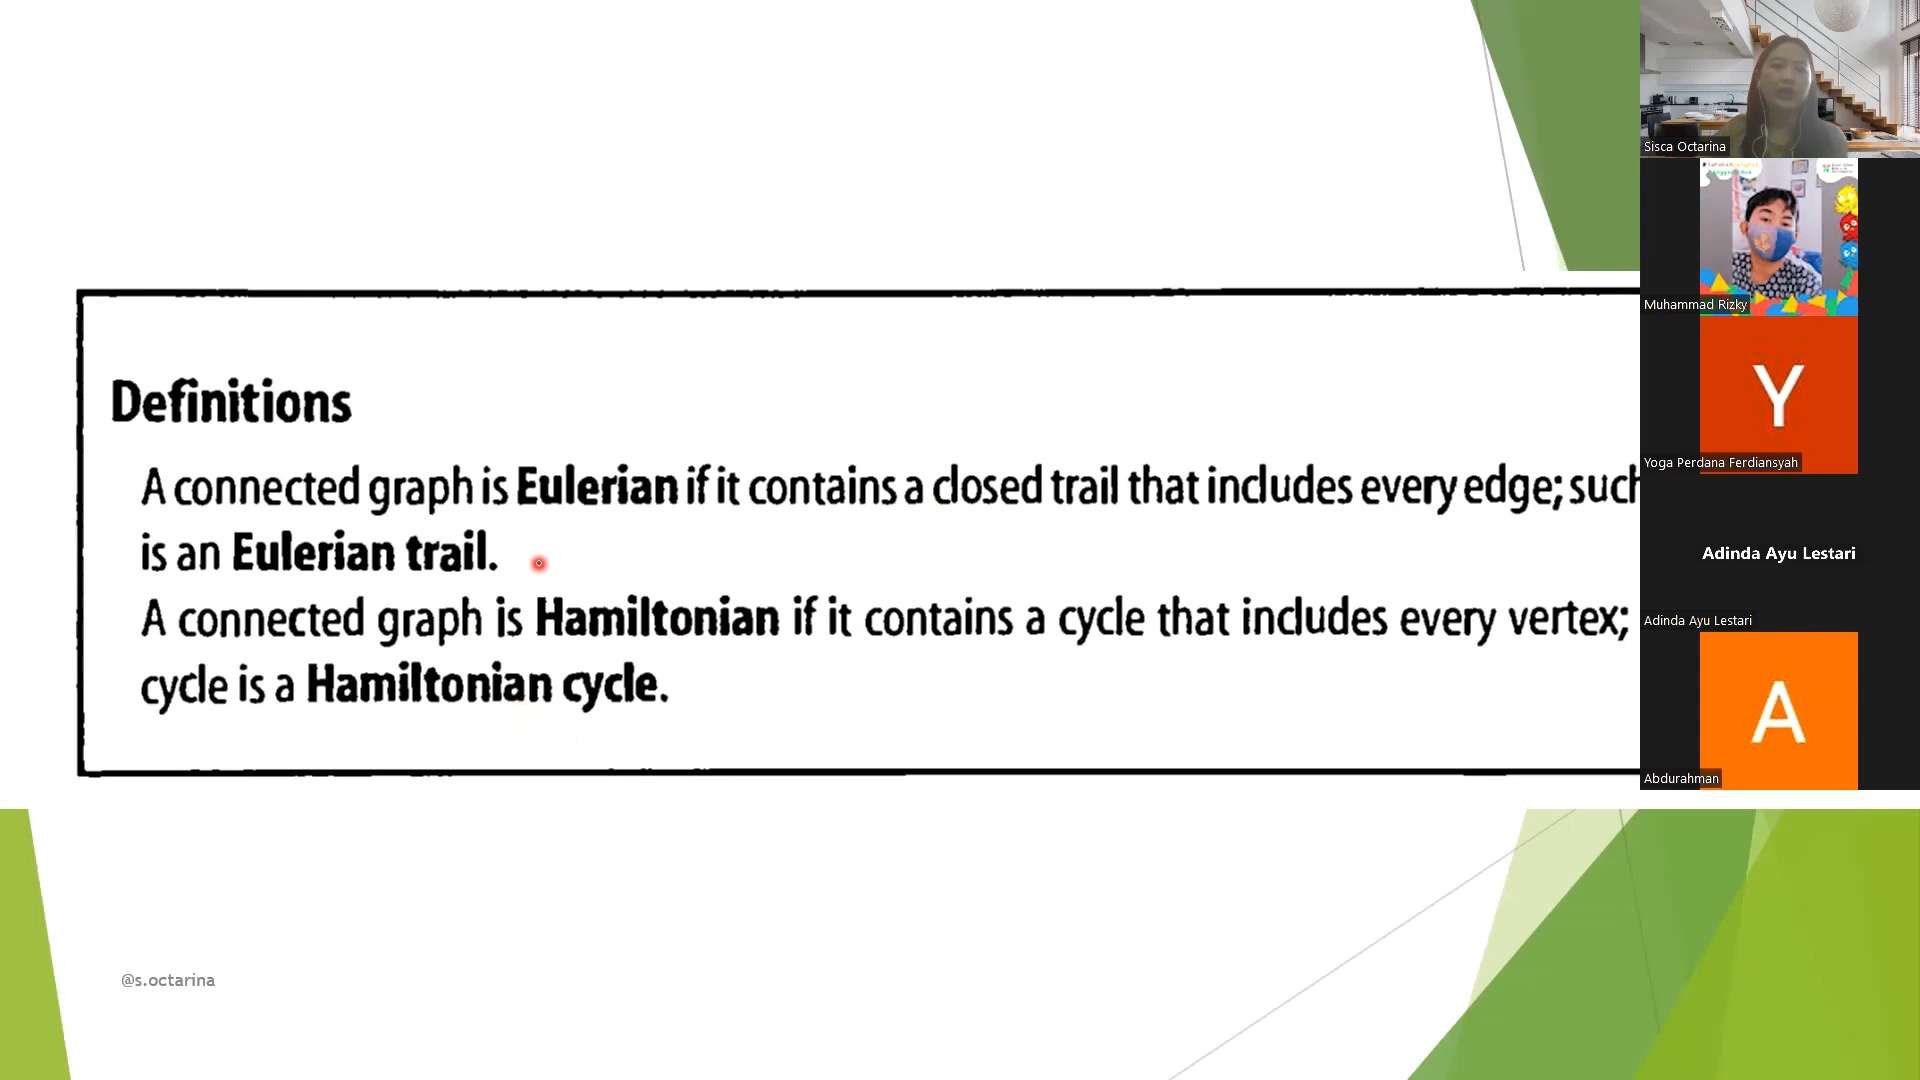 Definitions
A connected graph is Eulerian if it contains a closed trail that includes every edge; such
is an Eulerian trail.
A connected graph is Hamiltonian if it contains a cycle that includes every vertex;
cycle is a Hamiltonian cycle.
@s.octarina
Sisca Octarina
Muhammad Rizky
Y
Yoga Perdana Ferdiansyah
Adinda Ayu Lestari
Adinda Ayu Lestari
A
Abdurahman